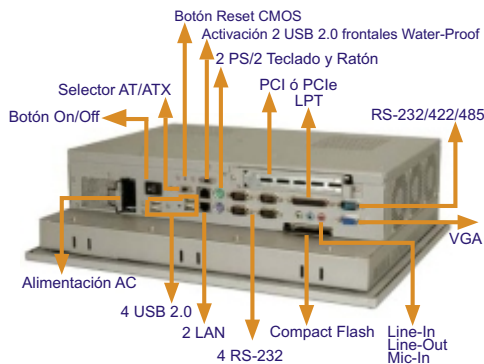 Botón Reset CMOS
Activación 2 USB 2.0 frontales Water-Proof
2 PS/2 Teclado y Ratón
Selector AT/ATX
PCI ó PCIe
LPT
RS-232/422/485
Botón On/Off
VGA
Alimentación AC
4 USB 2.0
2 LAN
4 RS-232
Compact Flash
Line-In
Line-Out
Mic-In